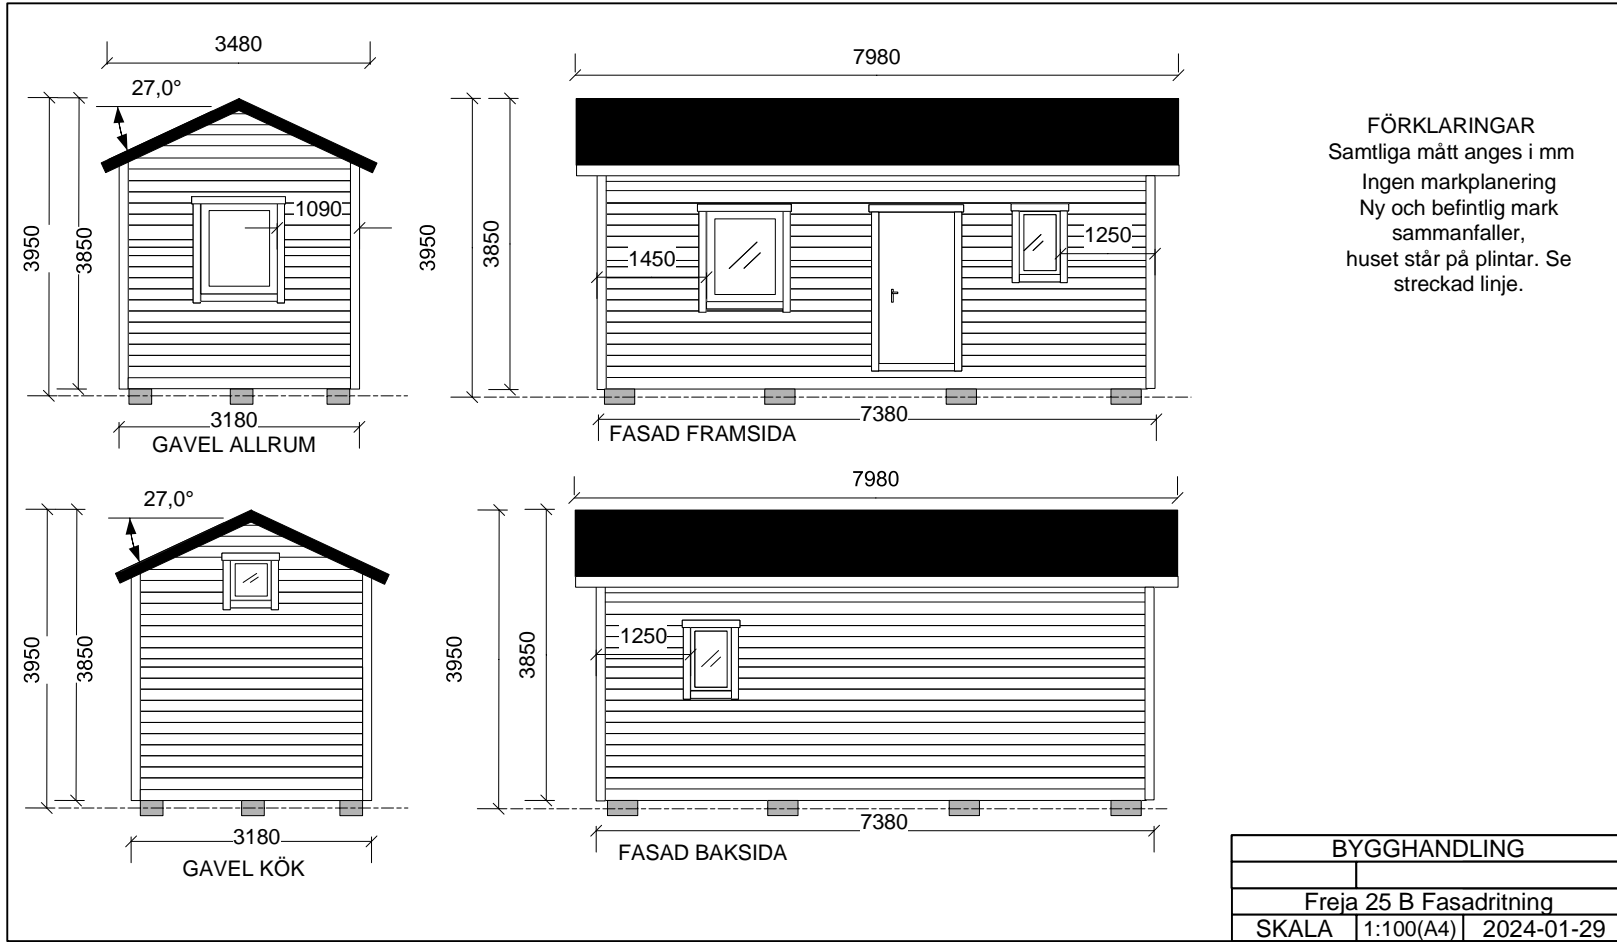 3480
27,0°
3950
3850
1090
3180
GAVEL ALLRUM
7980
3950
3850
1450
1250
7380
FASAD FRAMSIDA
FÖRKLARINGAR
Samtliga mått anges i mm
Ingen markplanering
Ny och befintlig mark
sammanfaller,
huset står på plintar. Se
streckad linje.
27,0°
3950
3850
3180
GAVEL KÖK
7980
3950
3850
1250
7380
FASAD BAKSIDA
BYGGHANDLING
Freja 25 B Fasadritning
SKALA 1:100(A4) 2024-01-29